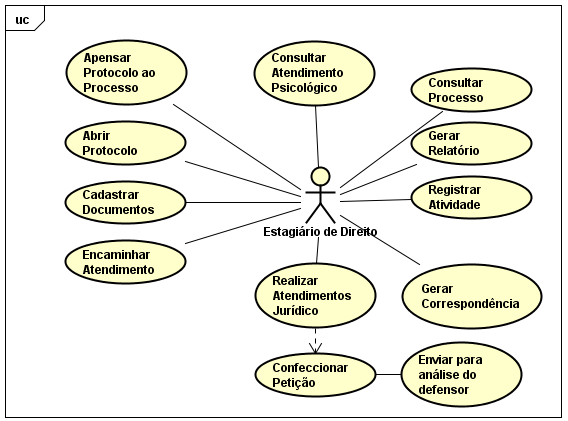 uc
Apensar
Protocolo ao
Processo
Consultar
Atendimento
Psicológico
Consultar
Processo
Abrir
Protocolo
Gerar
Relatório
Cadastrar
Documentos
Registrar
Atividade
Estagiário de Direito
Encaminhar
Atendimento
Realizar
Atendimentos
Jurídico
Gerar
Correspondência
Confeccionar
Petição
Enviar para
análise do
defensor